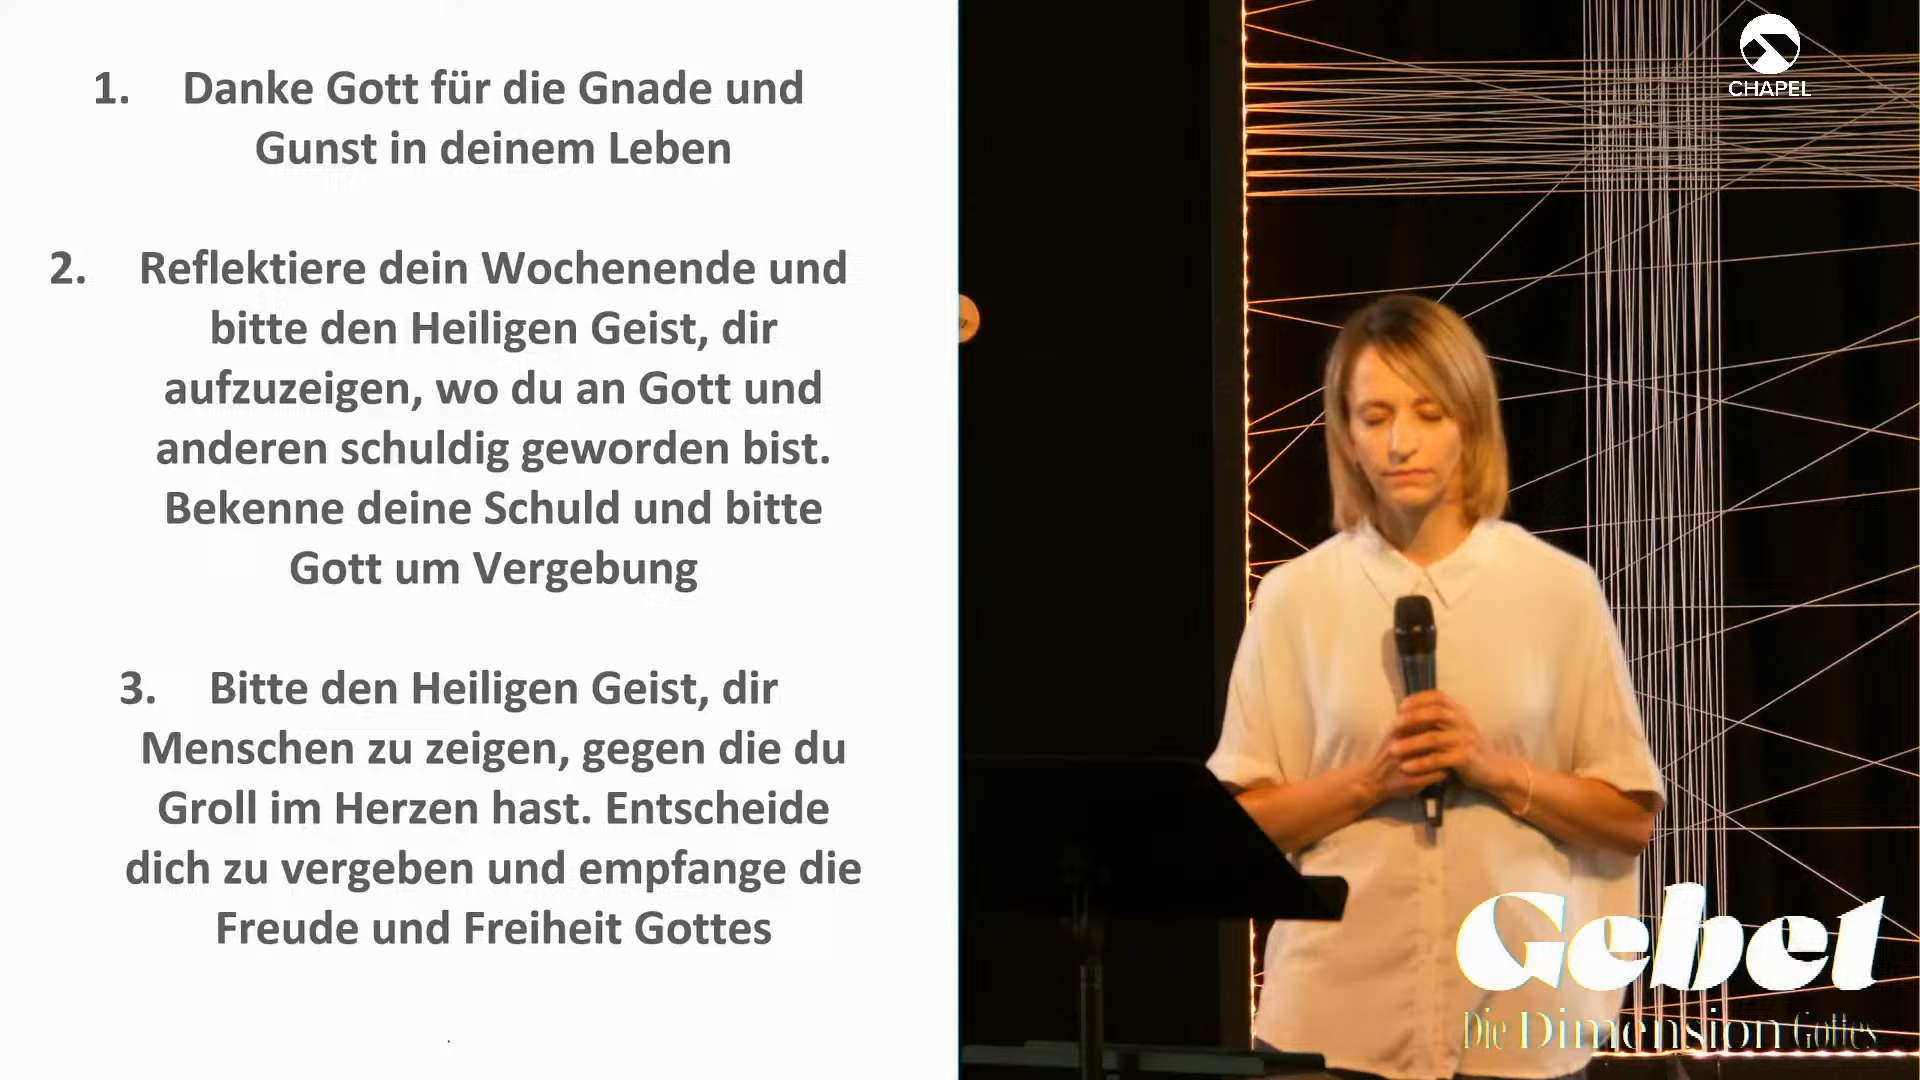 1. Danke Gott für die Gnade und
Gunst in deinem Leben
2. Reflektiere dein Wochenende und
bitte den Heiligen Geist, dir
aufzuzeigen, wo du an Gott und
anderen schuldig geworden bist.
Bekenne deine Schuld und bitte
Gott um Vergebung
3. Bitte den Heiligen Geist, dir
Menschen zu zeigen, gegen die du
Groll im Herzen hast. Entscheide
dich zu vergeben und empfange die
Freude und Freiheit Gottes
.
CHAPEL
Gebet
Die Dimension Gottes